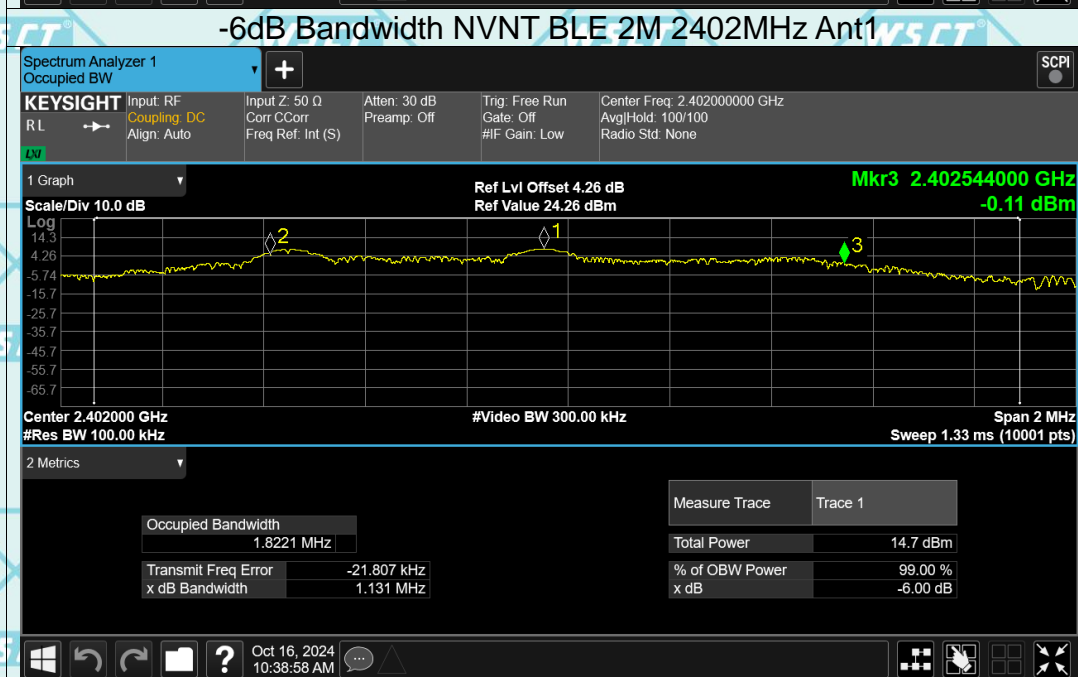 -6dB Bandwidth NVNT BLE 2M 2402MHz Ant1
Spectrum Analyzer 1
Occupied BW
+
SCPI
KEYSIGHT
R L
LXI
Input: RF
Coupling: DC
Align: Auto
Input Z: 50 Ω
Corr CCorr
Freq Ref: Int (S)
Atten: 30 dB
Preamp: Off
Trig: Free Run
Gate: Off
#IF Gain: Low
Center Freq: 2.402000000 GHz
Avg|Hold: 100/100
Radio Std: None
1 Graph
Scale/Div 10.0 dB
Ref Lvl Offset 4.26 dB
Ref Value 24.26 dBm
Mkr3 2.402544000 GHz
-0.11 dBm
Log
14.3
4.26
-5.74
-15.7
-25.7
-35.7
-45.7
-55.7
-65.7
2
1
3
Center 2.402000 GHz
#Video BW 300.00 kHz
Span 2 MHz
#Res BW 100.00 kHz
Sweep 1.33 ms (10001 pts)
2 Metrics
Occupied Bandwidth
1.8221 MHz
Transmit Freq Error -21.807 kHz
x dB Bandwidth 1.131 MHz
Measure Trace Trace 1
Total Power 14.7 dBm
% of OBW Power 99.00 %
x dB -6.00 dB
?
Oct 16, 2024
10:38:58 AM